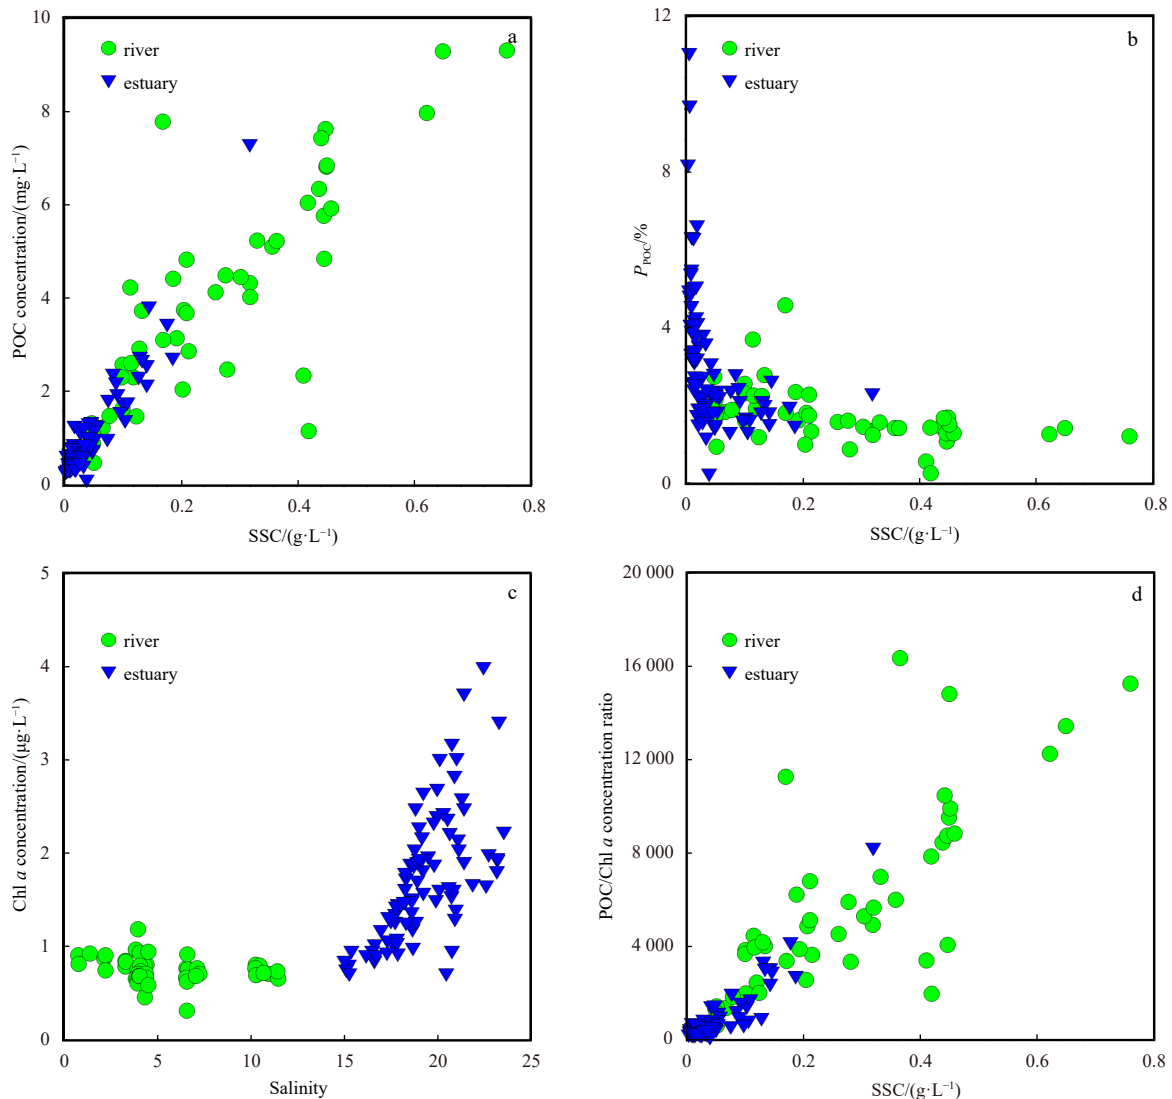 10
8
6
4
2
0
0
0.2
0.4
0.6
0.8
POC concentration/(mg·L⁻¹)
SSC/(g·L⁻¹)
a
river
estuary
12
8
4
0
0
0.2
0.4
0.6
0.8
P_POC/%
SSC/(g·L⁻¹)
b
river
estuary
5
4
3
2
1
0
0
5
10
15
20
25
Chl a concentration/(μg·L⁻¹)
Salinity
c
river
estuary
20 000
16 000
12 000
8 000
4 000
0
0
0.2
0.4
0.6
0.8
POC/Chl a concentration ratio
SSC/(g·L⁻¹)
d
river
estuary